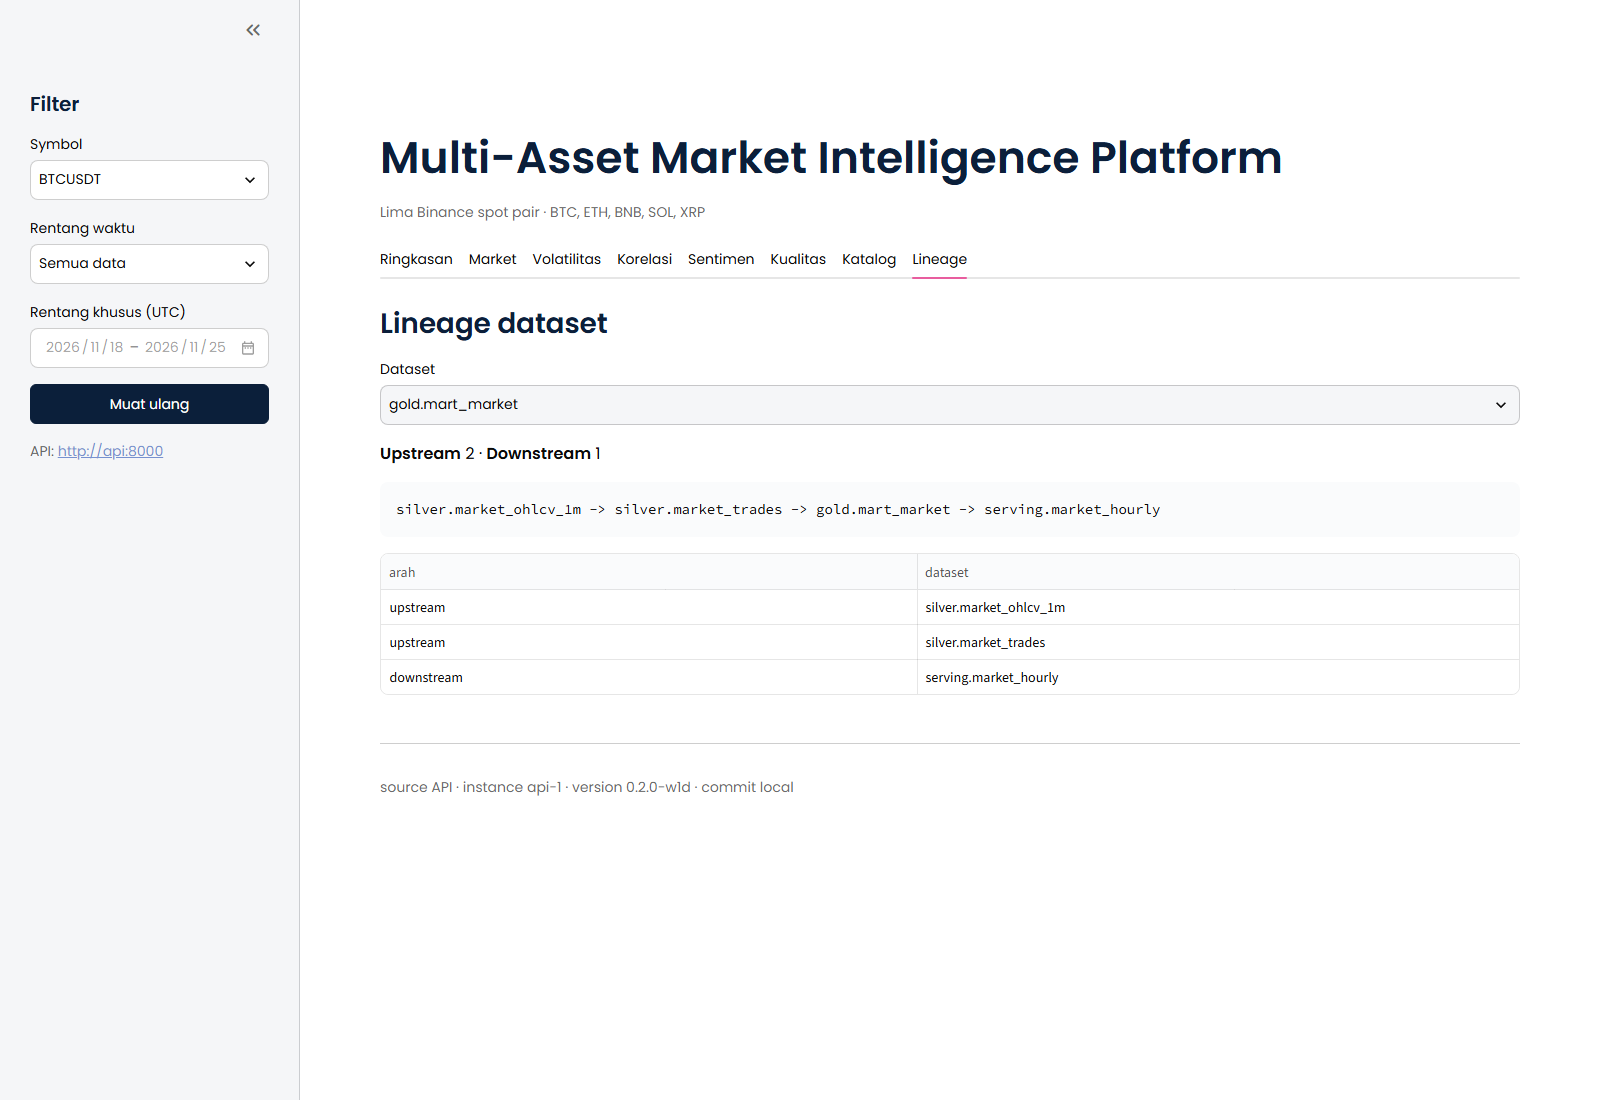 Filter
Symbol
BTCUSDT
Rentang waktu
Semua data
Rentang khusus (UTC)
2026/11/18 – 2026/11/25
Muat ulang
API: http://api:8000
Multi-Asset Market Intelligence Platform
Lima Binance spot pair · BTC, ETH, BNB, SOL, XRP
Ringkasan Market Volatilitas Korelasi Sentimen Kualitas Katalog Lineage
Lineage dataset
Dataset
gold.mart_market
Upstream 2 · Downstream 1
silver.market_ohlcv_1m -> silver.market_trades -> gold.mart_market -> serving.market_hourly
arah dataset
upstream silver.market_ohlcv_1m
upstream silver.market_trades
downstream serving.market_hourly
source API · instance api-1 · version 0.2.0-w1d · commit local